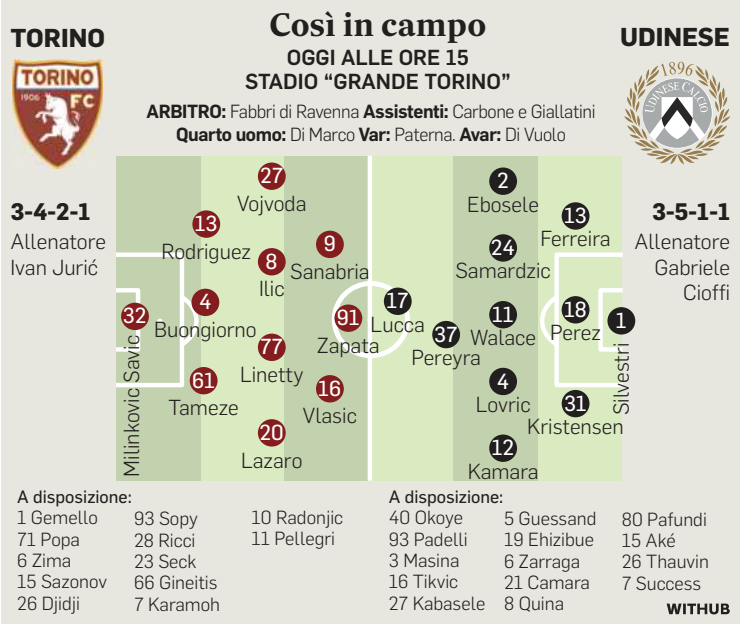 Così in campo
OGGI ALLE ORE 15
STADIO “GRANDE TORINO”
ARBITRO: Fabbri di Ravenna Assistenti: Carbone e Giallatini
Quarto uomo: Di Marco Var: Paterna. Avar: Di Vuolo
TORINO
TORINO
1906 FC
3-4-2-1
Allenatore
Ivan Jurić
UDINESE
1896
UDINESE CALCIO
3-5-1-1
Allenatore
Gabriele
Cioffi
32
Milinkovic Savic
13
Rodriguez
4
Buongiorno
61
Tameze
27
Vojvoda
8
Ilic
77
Linetty
20
Lazaro
9
Sanabria
16
Vlasic
91
Zapata
17
Lucca
37
Pereyra
2
Ebosele
24
Samardzic
11
Walace
4
Lovric
12
Kamara
13
Ferreira
18
Perez
31
Kristensen
1
Silvestri
A disposizione:
1 Gemello
71 Popa
6 Zima
15 Sazonov
26 Djidji
93 Sopy
28 Ricci
23 Seck
66 Gineitis
7 Karamoh
10 Radonjic
11 Pellegri
A disposizione:
40 Okoye
93 Padelli
3 Masina
16 Tikvic
27 Kabasele
5 Guessand
19 Ehizibue
6 Zarraga
21 Camara
8 Quina
80 Pafundi
15 Aké
26 Thauvin
7 Success
WITHUB